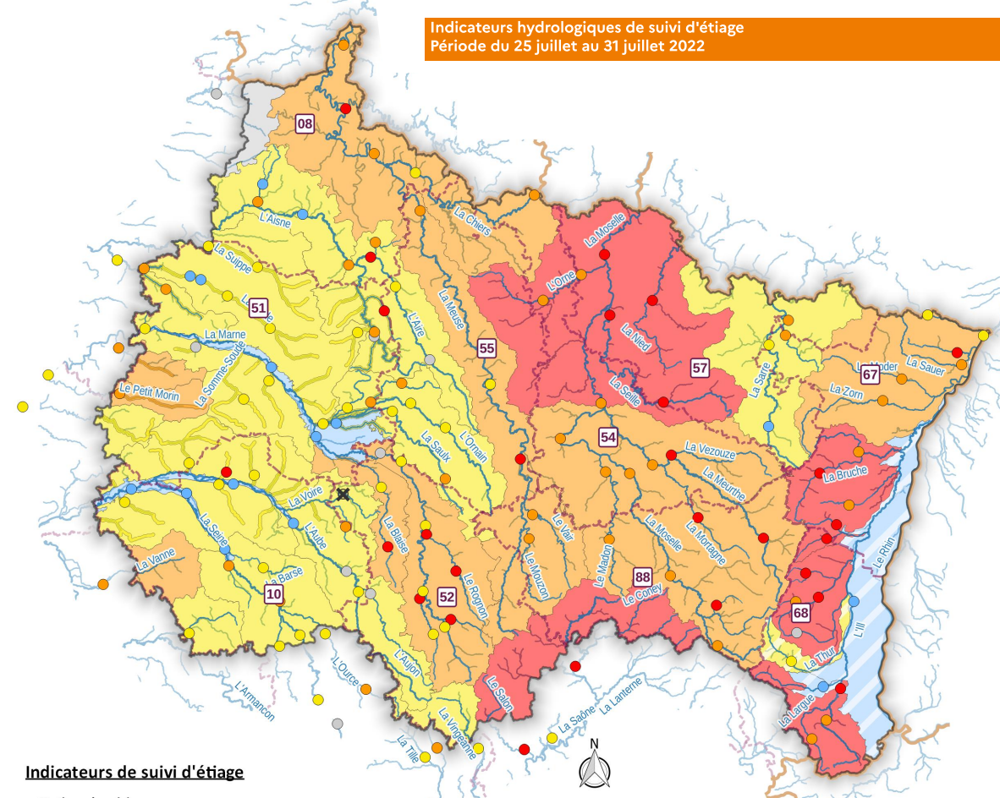 Indicateurs hydrologiques de suivi d'étiage
Période du 25 juillet au 31 juillet 2022
08
La Chiers
L'Aisne
La Moselle
La Suippe
L'Orne
51
La Meuse
L'Aire
La Marne
La Nied
55
57
La Somme-Soude
La Sarre
67
La Sauer
Le Petit Morin
La Seille
La Zorn
54
La Saulx
L'Ornain
La Vezouze
La Bruche
La Meurthe
La Voire
La Blaise
L'Aube
La Seine
Le Vair
La Moselle
La Mortagne
Le Rhin
La Vanne
Le Mouzon
Le Madon
88
La Barse
10
Le Rognon
52
Le Coney
68
L'Ill
La Thur
L'Aujon
L'Ource
L'Armançon
Le Salon
La Lanterne
La Largue
La Saône
La Vingeanne
La Tille
N
Indicateurs de suivi d'étiage